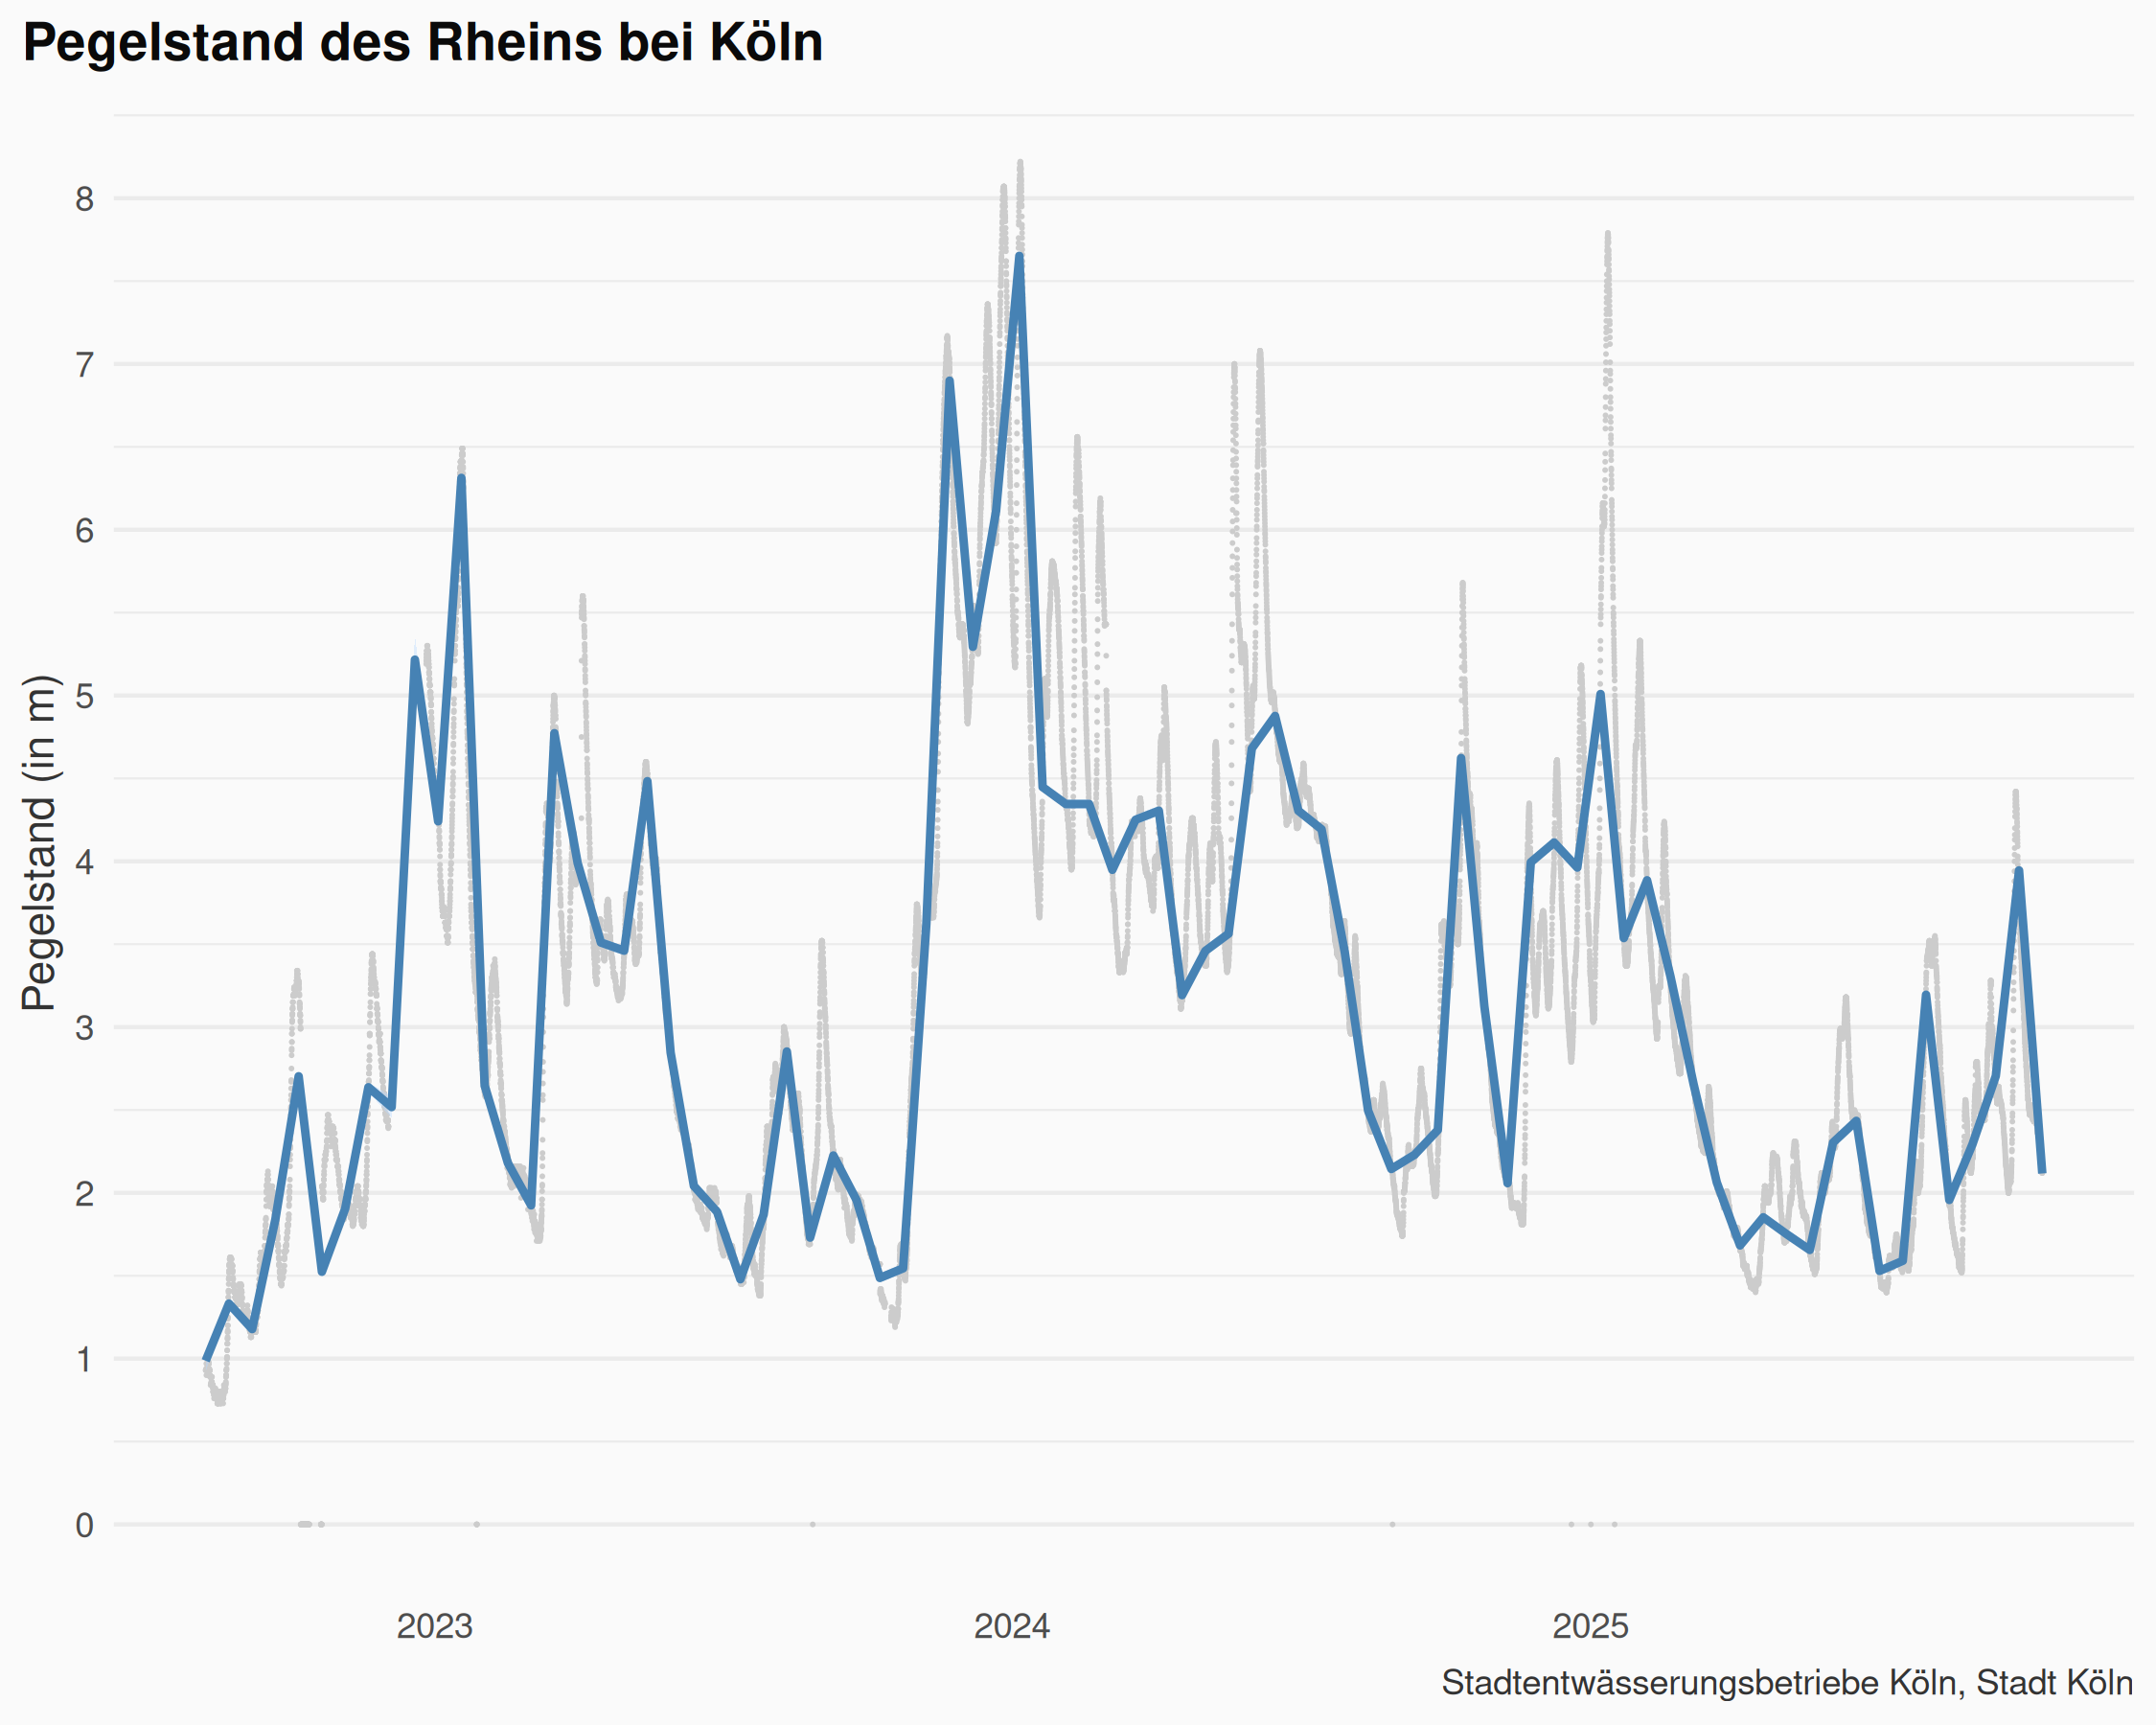 Pegelstand des Rheins bei Köln
Pegelstand (in m)
8
7
6
5
4
3
2
1
0
2023 2024 2025
Stadtentwässerungsbetriebe Köln, Stadt Köln